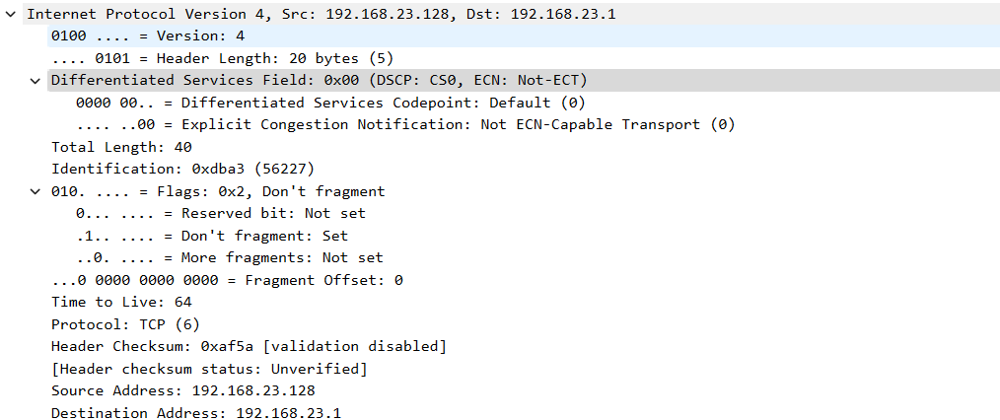 Internet Protocol Version 4, Src: 192.168.23.128, Dst: 192.168.23.1
0100 .... = Version: 4
.... 0101 = Header Length: 20 bytes (5)
Differentiated Services Field: 0x00 (DSCP: CS0, ECN: Not-ECT)
0000 00.. = Differentiated Services Codepoint: Default (0)
.... ..00 = Explicit Congestion Notification: Not ECN-Capable Transport (0)
Total Length: 40
Identification: 0xdba3 (56227)
010. .... = Flags: 0x2, Don't fragment
0... .... = Reserved bit: Not set
.1.. .... = Don't fragment: Set
..0. .... = More fragments: Not set
...0 0000 0000 0000 = Fragment Offset: 0
Time to Live: 64
Protocol: TCP (6)
Header Checksum: 0xaf5a [validation disabled]
[Header checksum status: Unverified]
Source Address: 192.168.23.128
Destination Address: 192.168.23.1